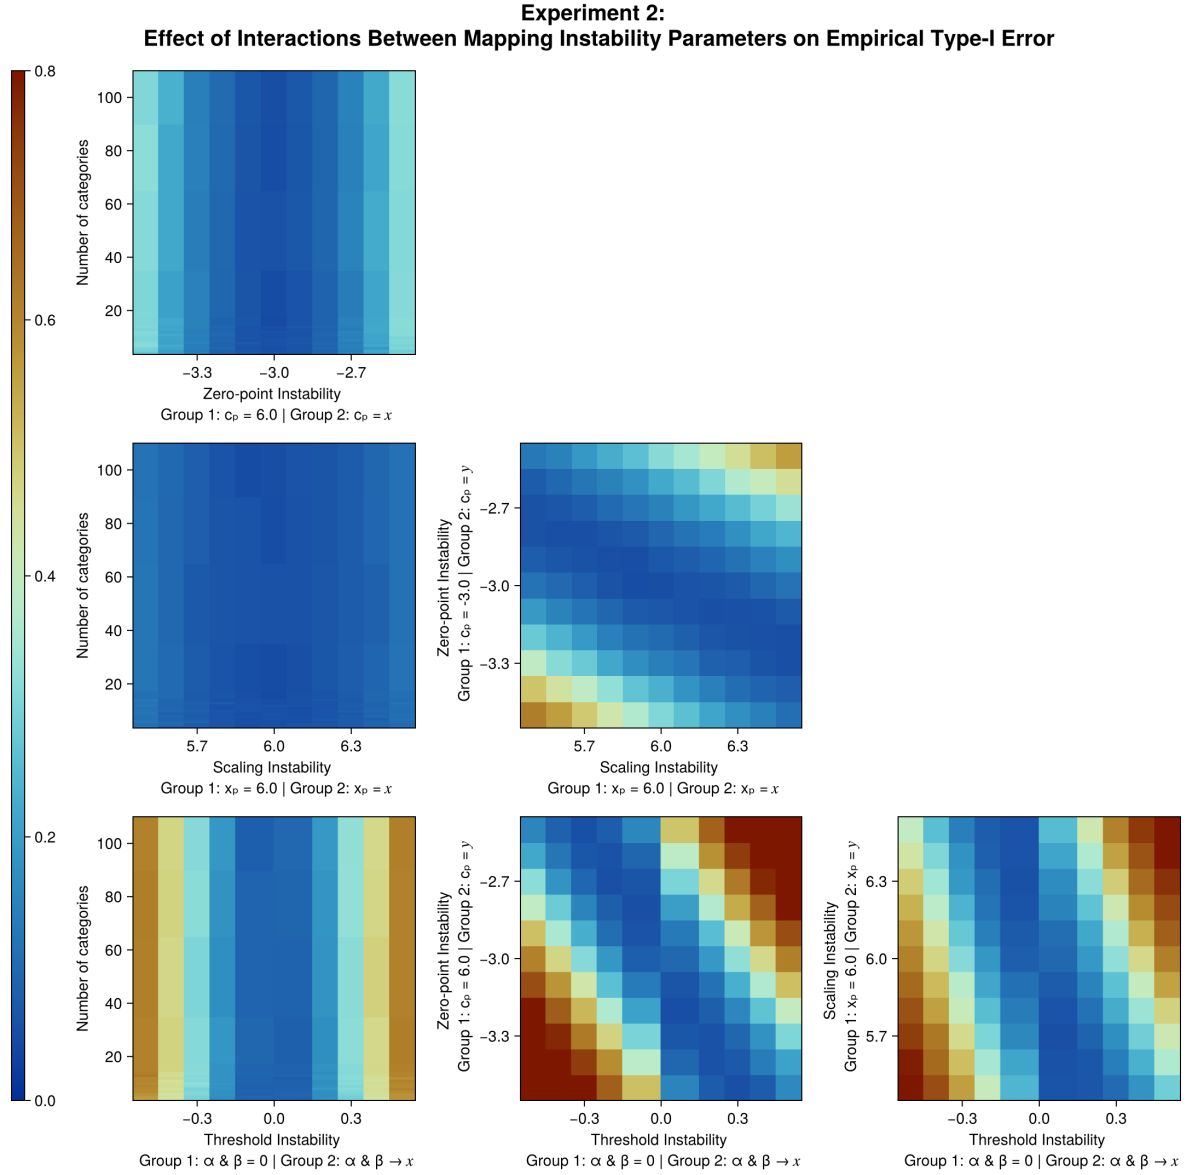 Experiment 2:
Effect of Interactions Between Mapping Instability Parameters on Empirical Type-I Error
0.8
0.6
0.4
0.2
0.0
Number of categories
100
80
60
40
20
−3.3 −3.0 −2.7
Zero-point Instability
Group 1: cₚ = 6.0 | Group 2: cₚ = x
Number of categories
100
80
60
40
20
5.7 6.0 6.3
Scaling Instability
Group 1: xₚ = 6.0 | Group 2: xₚ = x
Zero-point Instability
Group 1: cₚ = -3.0 | Group 2: cₚ = y
−2.7
−3.0
−3.3
5.7 6.0 6.3
Scaling Instability
Group 1: xₚ = 6.0 | Group 2: xₚ = x
Number of categories
100
80
60
40
20
−0.3 0.0 0.3
Threshold Instability
Group 1: α & β = 0 | Group 2: α & β → x
Zero-point Instability
Group 1: cₚ = 6.0 | Group 2: cₚ = y
−2.7
−3.0
−3.3
−0.3 0.0 0.3
Threshold Instability
Group 1: α & β = 0 | Group 2: α & β → x
Scaling Instability
Group 1: xₚ = 6.0 | Group 2: xₚ = y
6.3
6.0
5.7
−0.3 0.0 0.3
Threshold Instability
Group 1: α & β = 0 | Group 2: α & β → x